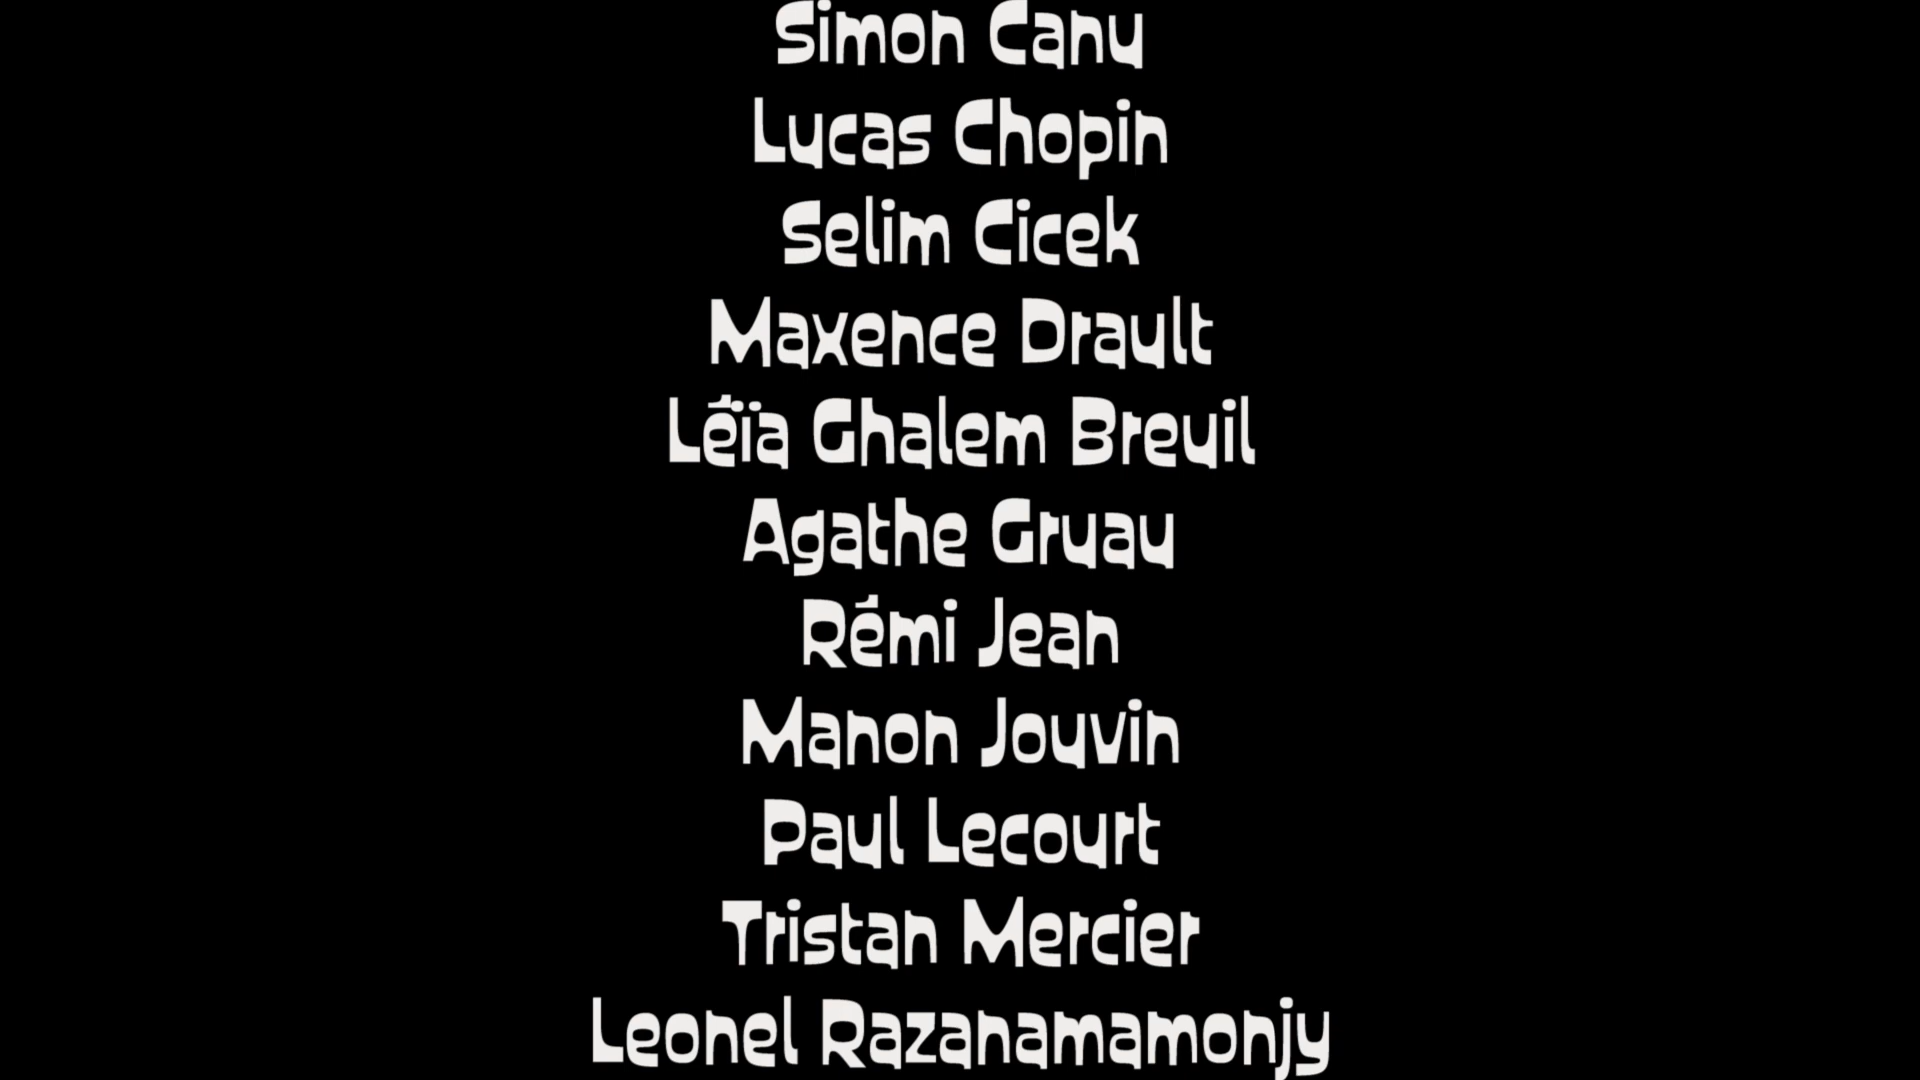 Simon Canu
Lucas Chopin
Selim Cicek
Maxence Drault
Léïa Ghalem Breuil
Agathe Gruau
Rémi Jean
Manon Jouvin
Paul Lecourt
Tristan Mercier
Leonel Razanamamonjy